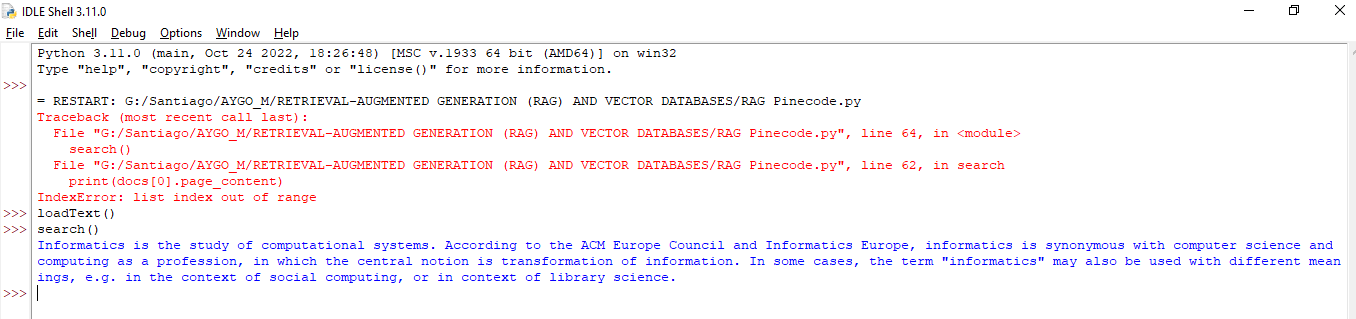 IDLE Shell 3.11.0
File Edit Shell Debug Options Window Help
Python 3.11.0 (main, Oct 24 2022, 18:26:48) [MSC v.1933 64 bit (AMD64)] on win32
Type "help", "copyright", "credits" or "license()" for more information.
>>>
= RESTART: G:/Santiago/AYGO_M/RETRIEVAL-AUGMENTED GENERATION (RAG) AND VECTOR DATABASES/RAG Pinecode.py
Traceback (most recent call last):
  File "G:/Santiago/AYGO_M/RETRIEVAL-AUGMENTED GENERATION (RAG) AND VECTOR DATABASES/RAG Pinecode.py", line 64, in <module>
    search()
  File "G:/Santiago/AYGO_M/RETRIEVAL-AUGMENTED GENERATION (RAG) AND VECTOR DATABASES/RAG Pinecode.py", line 62, in search
    print(docs[0].page_content)
IndexError: list index out of range
>>> loadText()
>>> search()
Informatics is the study of computational systems. According to the ACM Europe Council and Informatics Europe, informatics is synonymous with computer science and
computing as a profession, in which the central notion is transformation of information. In some cases, the term "informatics" may also be used with different mean
ings, e.g. in the context of social computing, or in context of library science.
>>>